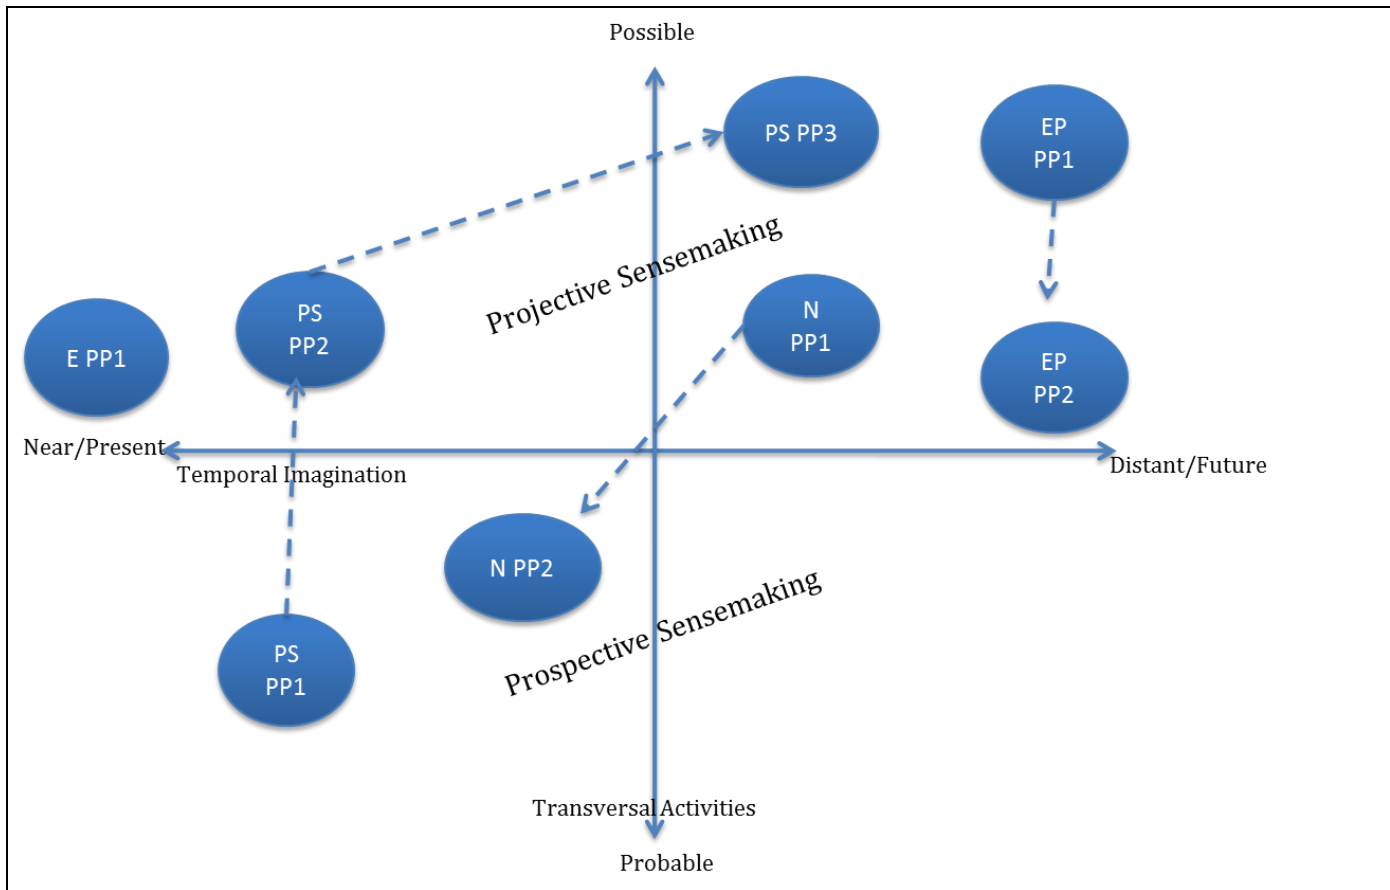 Possible
PS PP3
EP
PP1
Projective Sensemaking
PS
PP2
N
PP1
E PP1
EP
PP2
Near/Present
Distant/Future
Temporal Imagination
N PP2
Prospective Sensemaking
PS
PP1
Transversal Activities
Probable